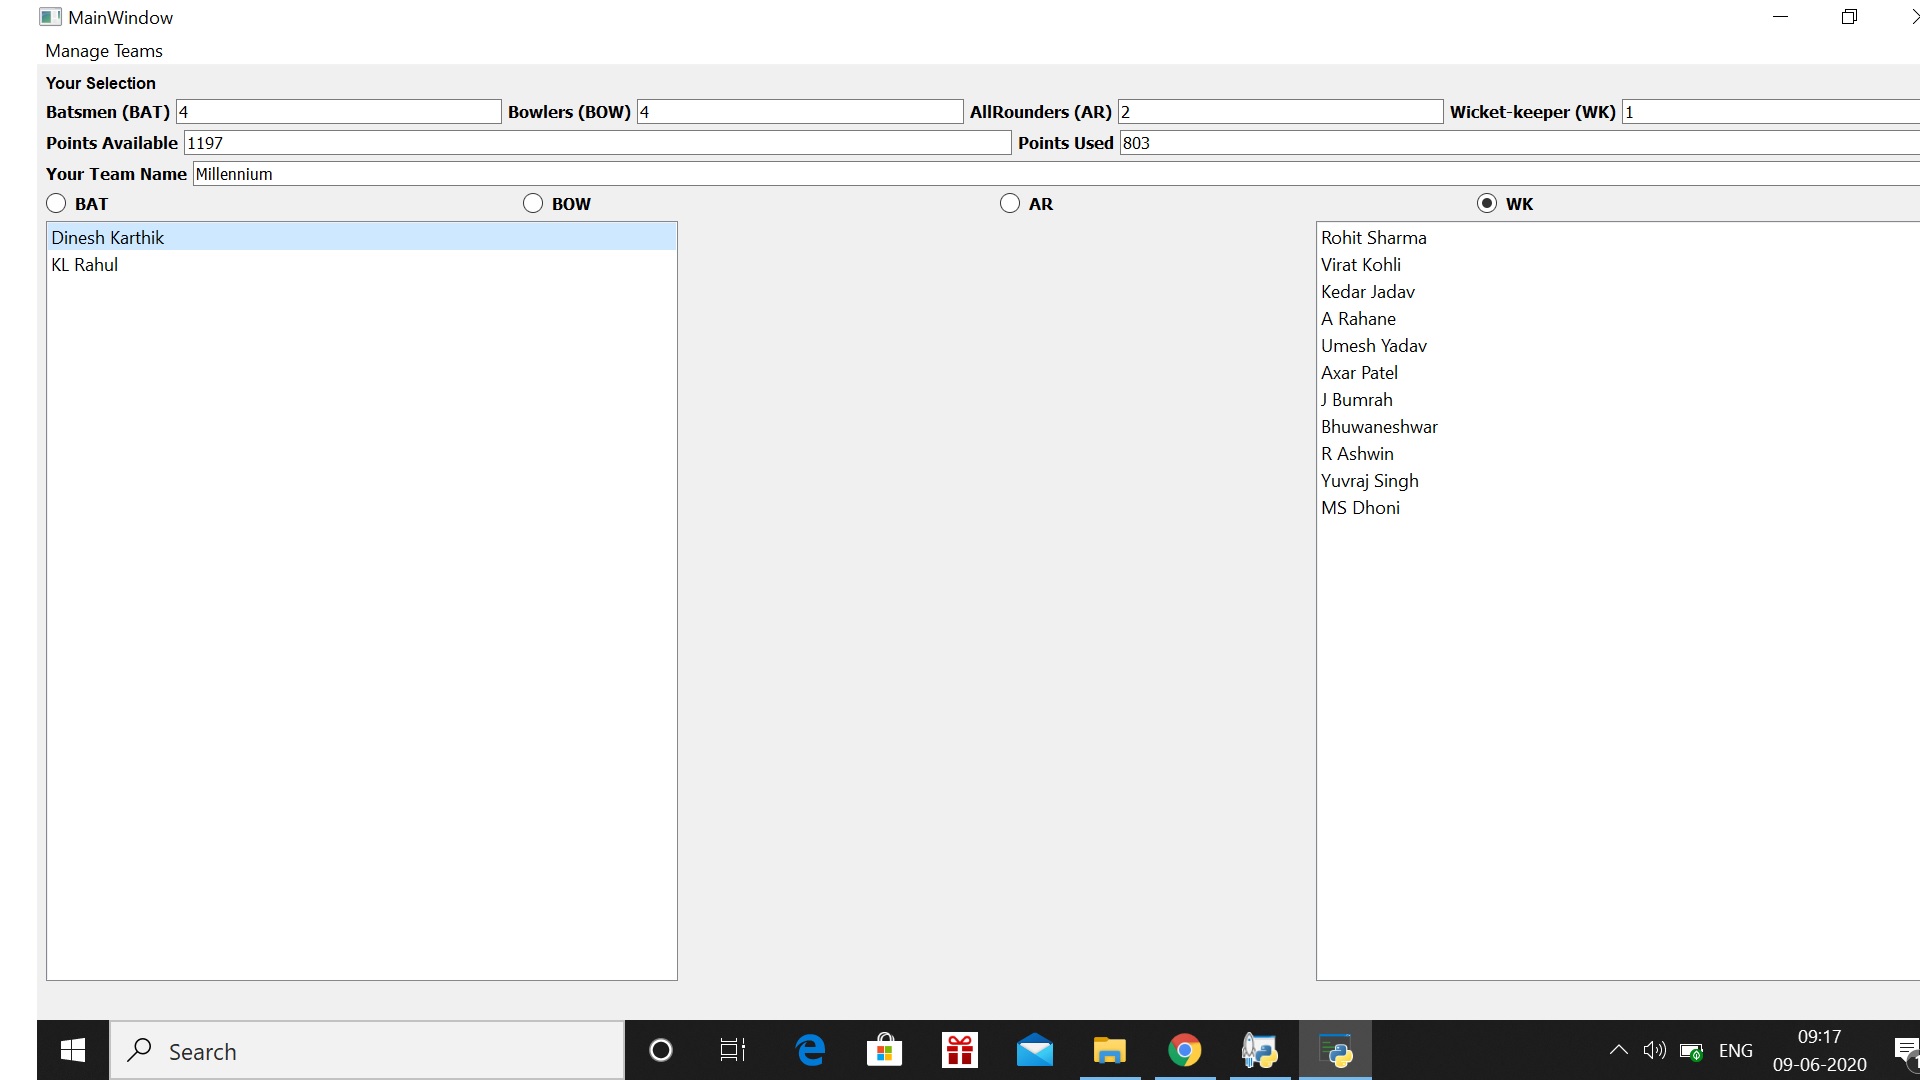 MainWindow
Manage Teams
Your Selection
Batsmen (BAT) 4 Bowlers (BOW) 4 AllRounders (AR) 2 Wicket-keeper (WK) 1
Points Available 1197 Points Used 803
Your Team Name Millennium
BAT BOW AR WK
Dinesh Karthik
KL Rahul
Rohit Sharma
Virat Kohli
Kedar Jadav
A Rahane
Umesh Yadav
Axar Patel
J Bumrah
Bhuwaneshwar
R Ashwin
Yuvraj Singh
MS Dhoni
Search
ENG
09:17
09-06-2020